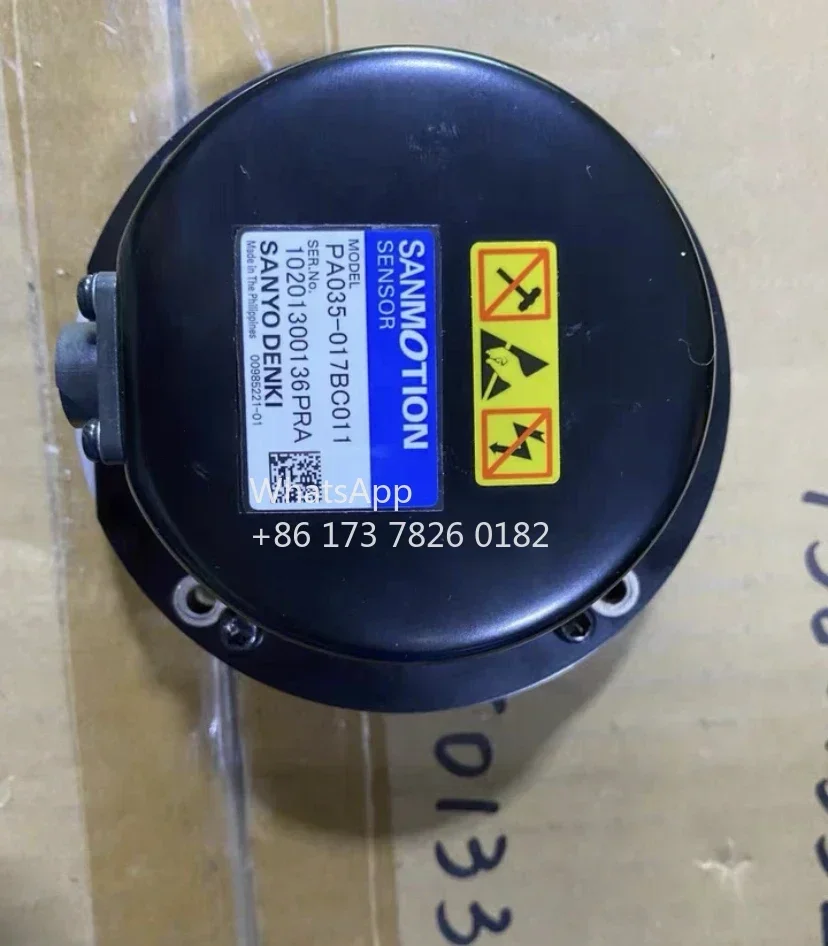 SANMOTION
SENSOR
MODEL
PA035-017BC011
SER.No.
10201300136PRA
SANYO DENKI
Made in The Philippines 00985221-01
WhatsApp
+86 173 7826 0182
0133